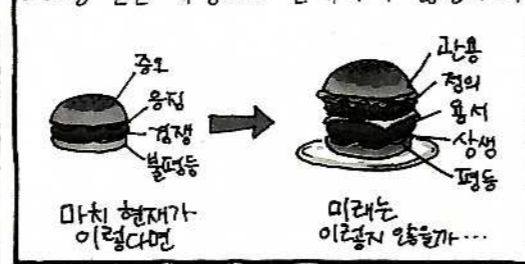 증오
응집
경쟁
불평등
관용
정의
용서
상생
평등
마치 현재가
이렇다면
미래는
이렇지 않을까…